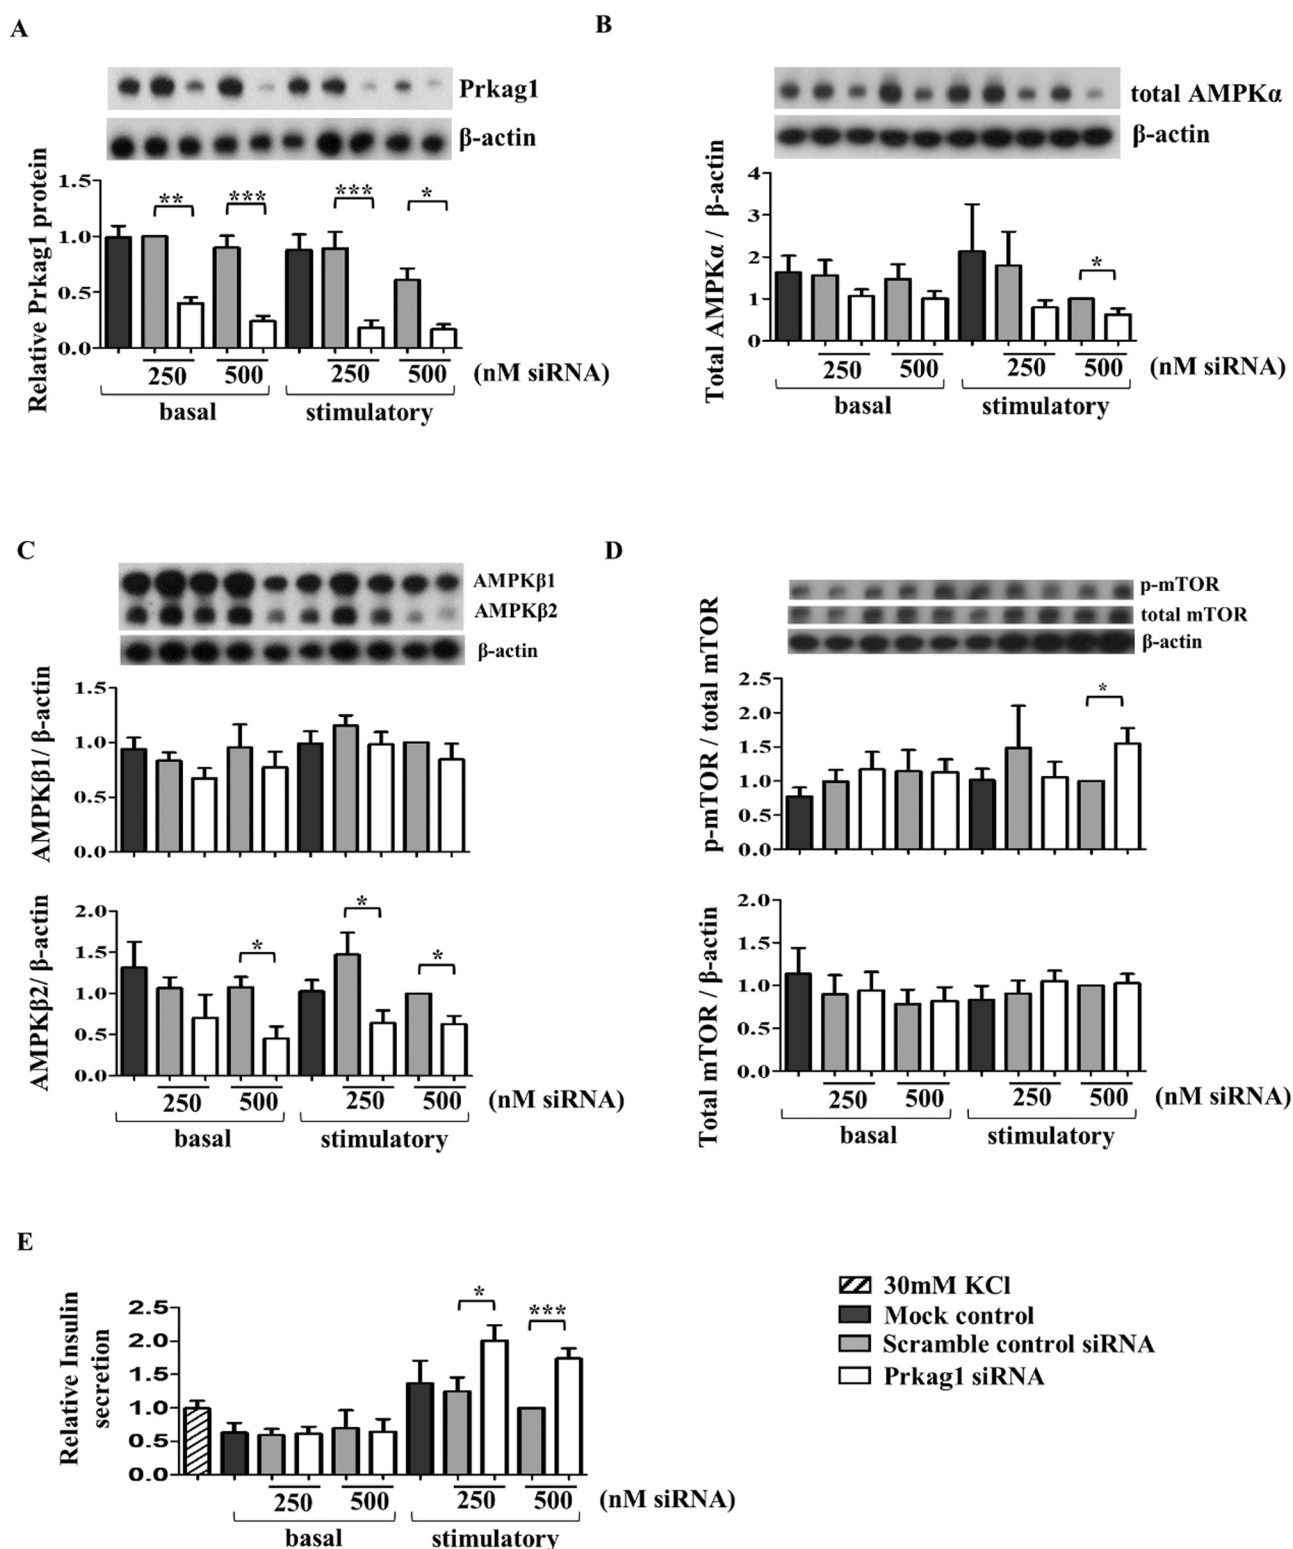 A
Prkag1
β-actin
Relative Prkag1 protein
1.5
1.0
0.5
0.0
** *** *** *
250 500 250 500 (nM siRNA)
basal stimulatory
B
total AMPKα
β-actin
Total AMPKα / β-actin
4
3
2
1
0
*
250 500 250 500 (nM siRNA)
basal stimulatory
C
AMPKβ1
AMPKβ2
β-actin
AMPKβ1/ β-actin
1.5
1.0
0.5
0.0
AMPKβ2/ β-actin
2.0
1.5
1.0
0.5
0.0
* * *
250 500 250 500 (nM siRNA)
basal stimulatory
D
p-mTOR
total mTOR
β-actin
p-mTOR / total mTOR
2.5
2.0
1.5
1.0
0.5
0.0
*
Total mTOR / β-actin
2.0
1.5
1.0
0.5
0.0
250 500 250 500 (nM siRNA)
basal stimulatory
E
Relative Insulin
secretion
2.5
2.0
1.5
1.0
0.5
0.0
* ***
250 500 250 500 (nM siRNA)
basal stimulatory
30mM KCl
Mock control
Scramble control siRNA
Prkag1 siRNA